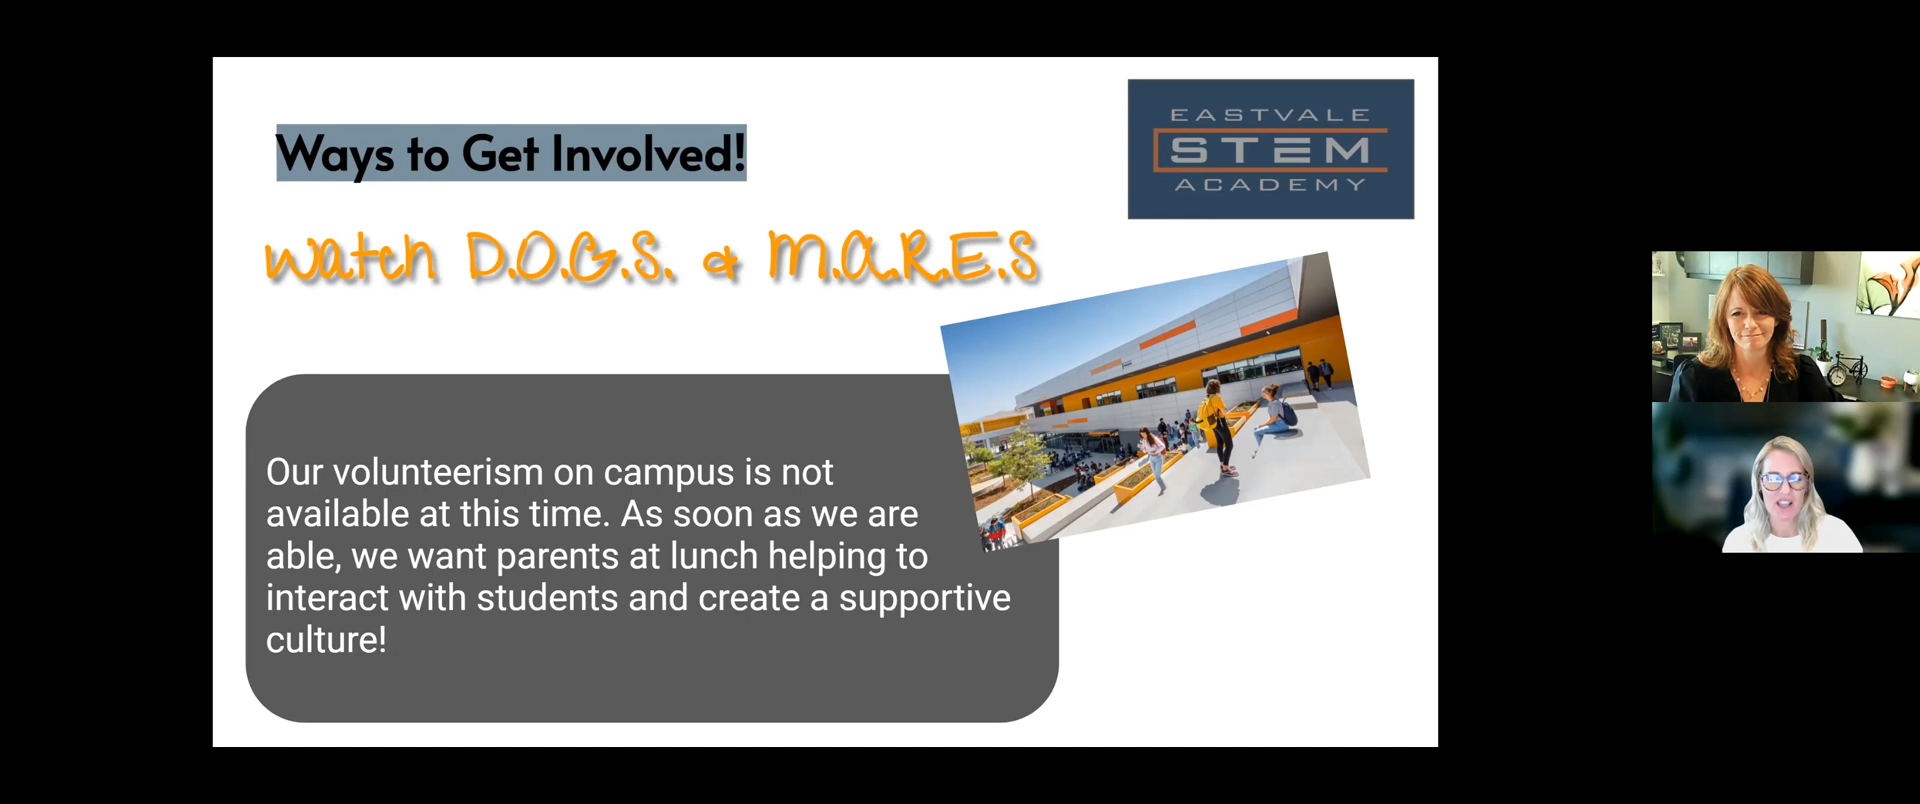 Ways to Get Involved!
EASTVALE
STEM
ACADEMY
Watch D.O.G.S. & M.A.R.E.S
Our volunteerism on campus is not
available at this time. As soon as we are
able, we want parents at lunch helping to
interact with students and create a supportive
culture!